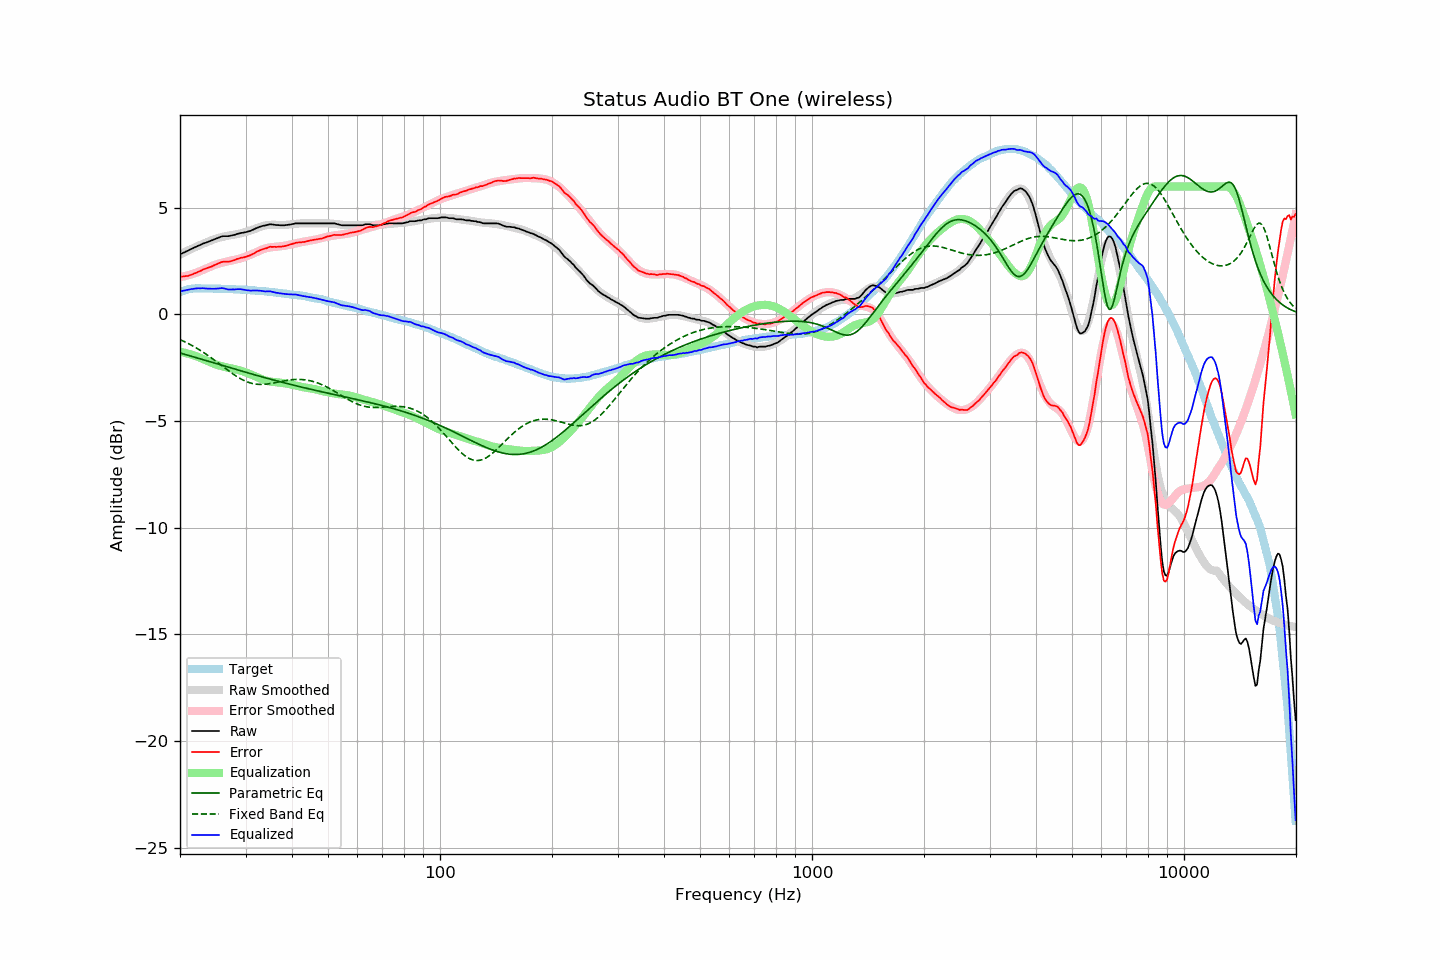 Status Audio BT One (wireless)
Amplitude (dBr)
5
0
−5
−10
−15
−20
−25
Target
Raw Smoothed
Error Smoothed
Raw
Error
Equalization
Parametric Eq
Fixed Band Eq
Equalized
100
1000
10000
Frequency (Hz)